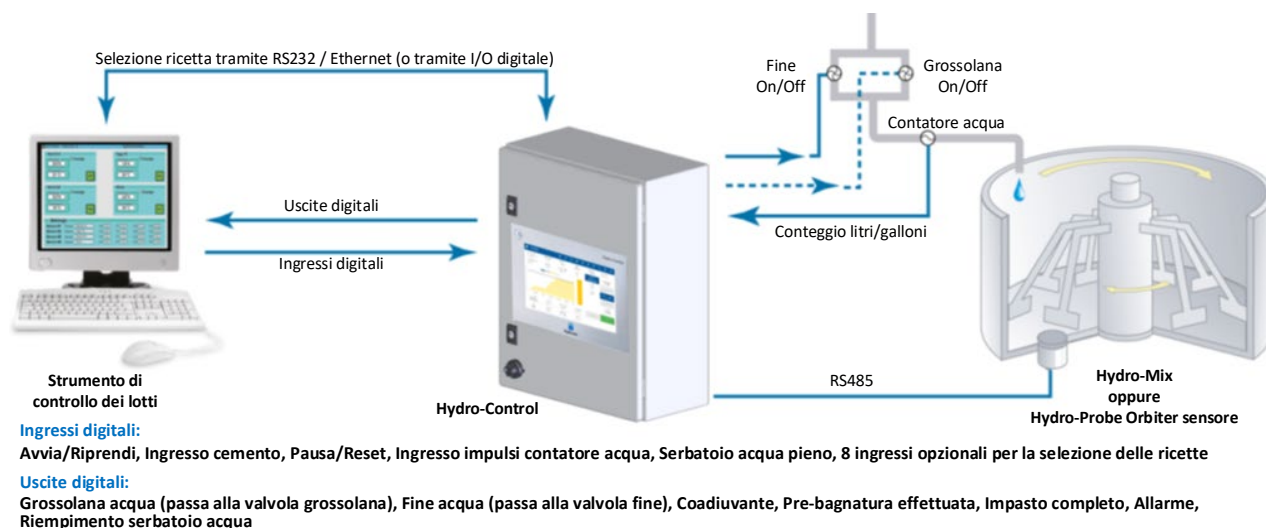 Selezione ricetta tramite RS232 / Ethernet (o tramite I/O digitale)
Fine
On/Off
Grossolana
On/Off
Contatore acqua
Uscite digitali
Conteggio litri/galloni
Ingressi digitali
RS485
Strumento di
controllo dei lotti
Hydro-Control
Hydro-Mix
oppure
Hydro-Probe Orbiter sensore
Ingressi digitali:
Avvia/Riprendi, Ingresso cemento, Pausa/Reset, Ingresso impulsi contatore acqua, Serbatoio acqua pieno, 8 ingressi opzionali per la selezione delle ricette
Uscite digitali:
Grossolana acqua (passa alla valvola grossolana), Fine acqua (passa alla valvola fine), Coadiuvante, Pre-bagnatura effettuata, Impasto completo, Allarme,
Riempimento serbatoio acqua